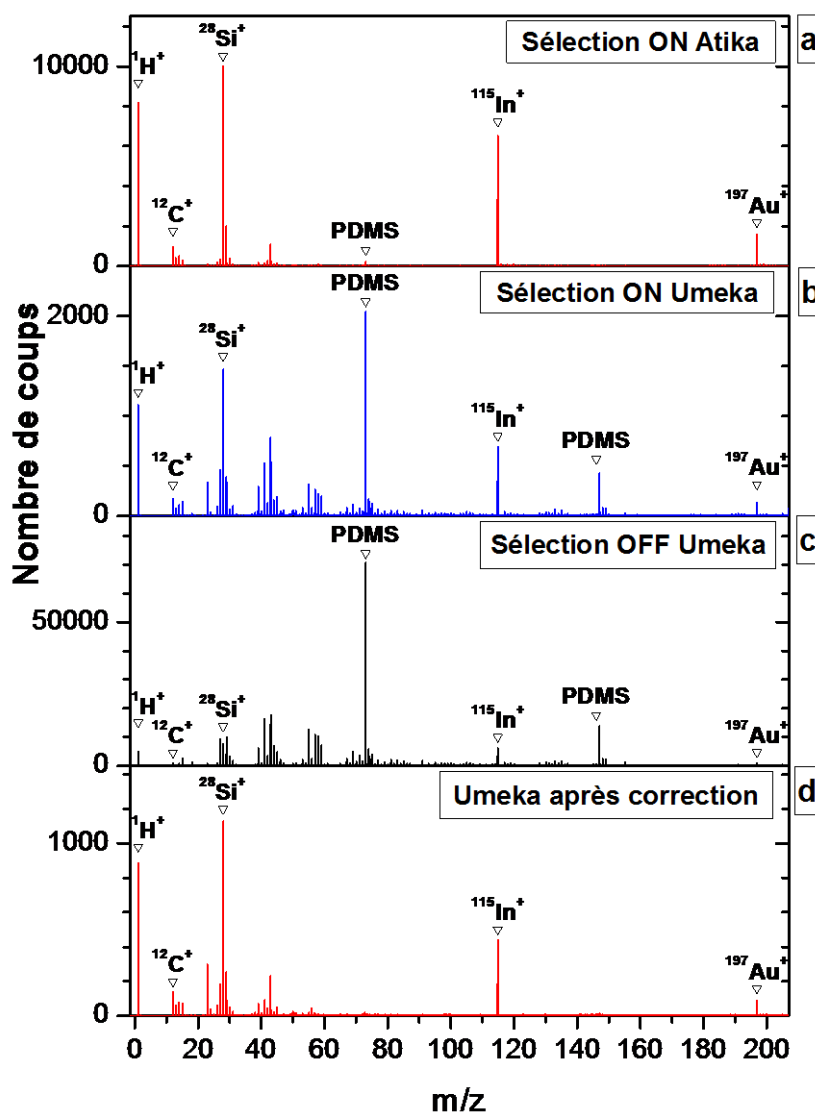 Sélection ON Atika
a
10000
0
¹H⁺
¹²C⁺
²⁸Si⁺
PDMS
¹¹⁵In⁺
¹⁹⁷Au⁺
Sélection ON Umeka
b
2000
0
¹H⁺
¹²C⁺
²⁸Si⁺
PDMS
¹¹⁵In⁺
PDMS
¹⁹⁷Au⁺
Sélection OFF Umeka
c
50000
0
¹H⁺
¹²C⁺
²⁸Si⁺
PDMS
¹¹⁵In⁺
PDMS
¹⁹⁷Au⁺
Umeka après correction
d
1000
0
¹H⁺
¹²C⁺
²⁸Si⁺
¹¹⁵In⁺
¹⁹⁷Au⁺
Nombre de coups
0 20 40 60 80 100 120 140 160 180 200
m/z